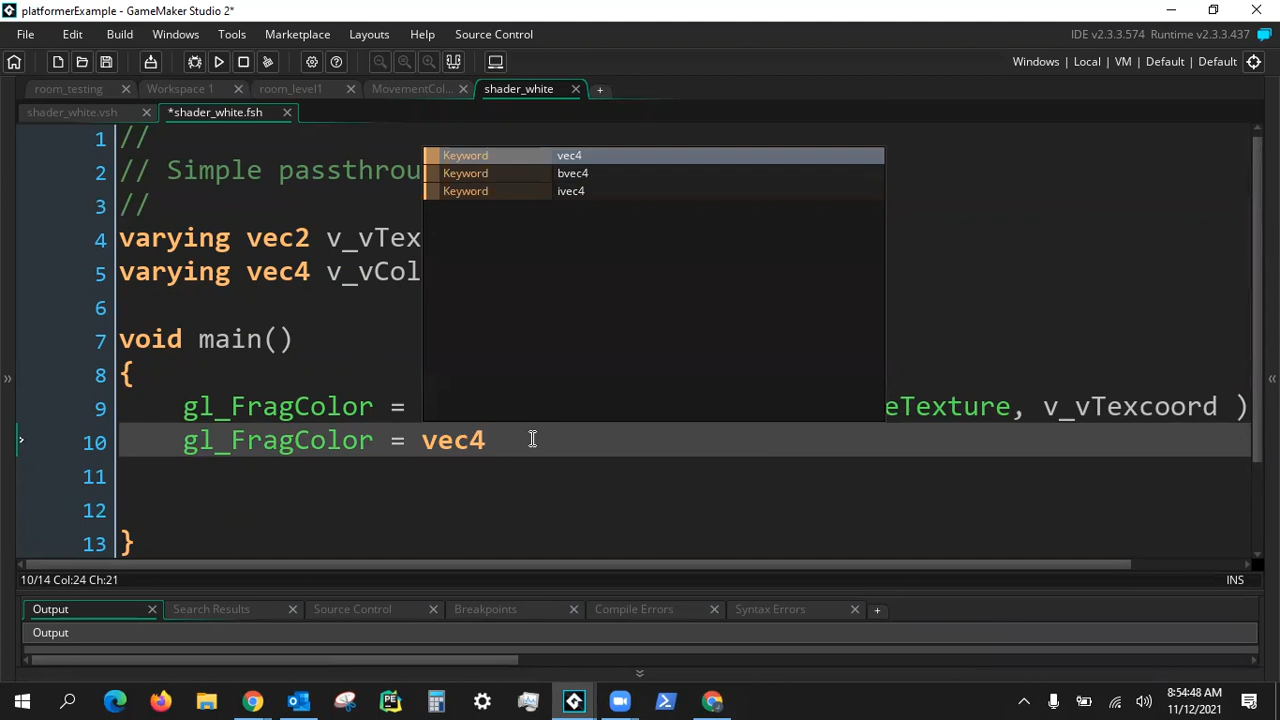 platformerExample - GameMaker Studio 2*
File Edit Build Windows Tools Marketplace Layouts Help Source Control
IDE v2.3.3.574 Runtime v2.3.3.437
Windows | Local | VM | Default | Default
room_testing Workspace 1 room_level1 MovementCol... shader_white +
shader_white.vsh *shader_white.fsh
1 //
2 // Simple passthrou
3 //
4 varying vec2 v_vTex
5 varying vec4 v_vCol
6
7 void main()
8 {
9 gl_FragColor = eTexture, v_vTexcoord )
10 gl_FragColor = vec4
11
12
13 }
Keyword vec4
Keyword bvec4
Keyword ivec4
10/14 Col:24 Ch:21 INS
Output Search Results Source Control Breakpoints Compile Errors Syntax Errors +
Output
8:54:48 AM
11/12/2021